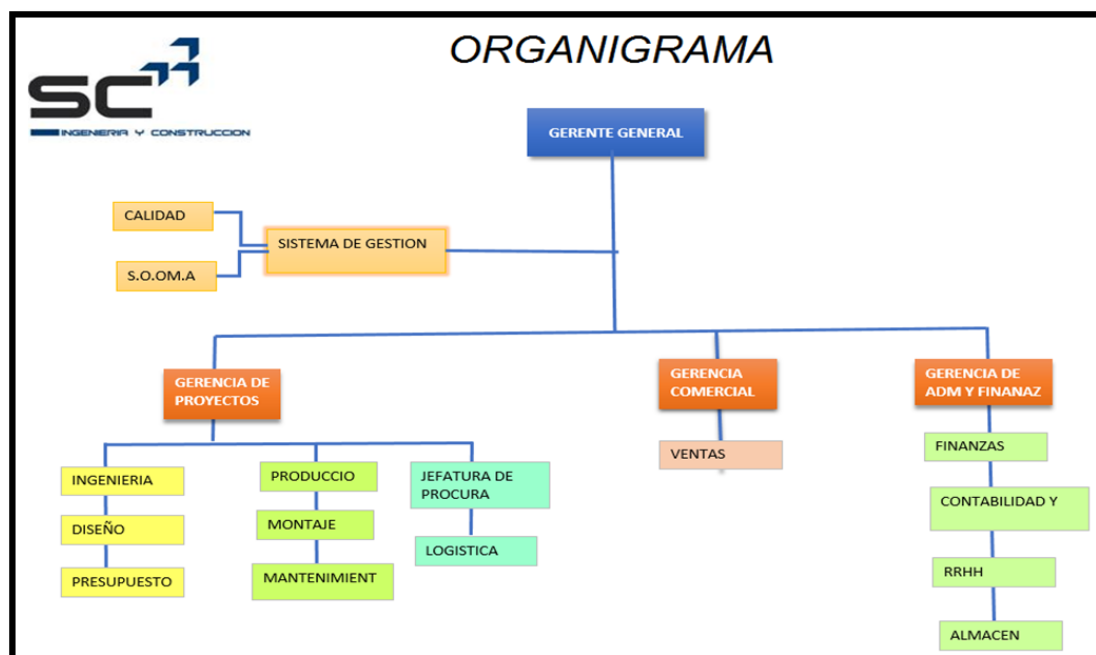 SC
INGENIERIA Y CONSTRUCCION
ORGANIGRAMA
GERENTE GENERAL
CALIDAD
S.O.OM.A
SISTEMA DE GESTION
GERENCIA DE
PROYECTOS
GERENCIA
COMERCIAL
GERENCIA DE
ADM Y FINANAZ
INGENIERIA
DISEÑO
PRESUPUESTO
PRODUCCIO
MONTAJE
MANTENIMIENT
JEFATURA DE
PROCURA
LOGISTICA
VENTAS
FINANZAS
CONTABILIDAD Y
RRHH
ALMACEN